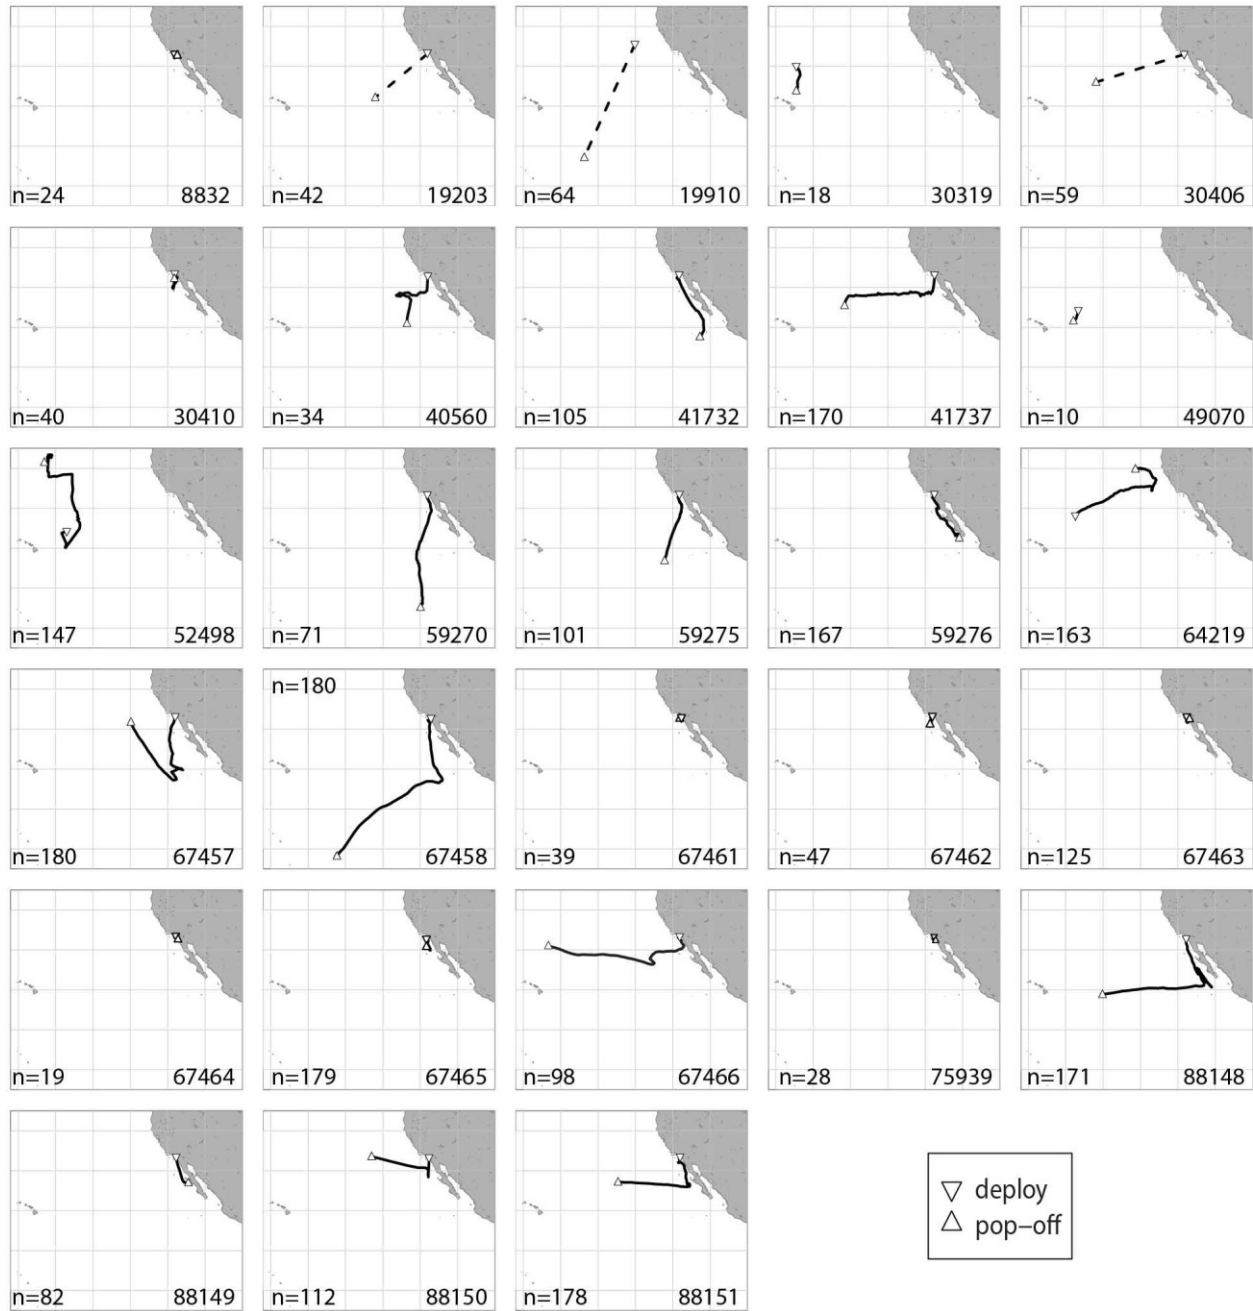 n=24 8832
n=42 19203
n=64 19910
n=18 30319
n=59 30406
n=40 30410
n=34 40560
n=105 41732
n=170 41737
n=10 49070
n=147 52498
n=71 59270
n=101 59275
n=167 59276
n=163 64219
n=180 67457
n=180
67458
n=39 67461
n=47 67462
n=125 67463
n=19 67464
n=179 67465
n=98 67466
n=28 75939
n=171 88148
n=82 88149
n=112 88150
n=178 88151
deploy
pop–off